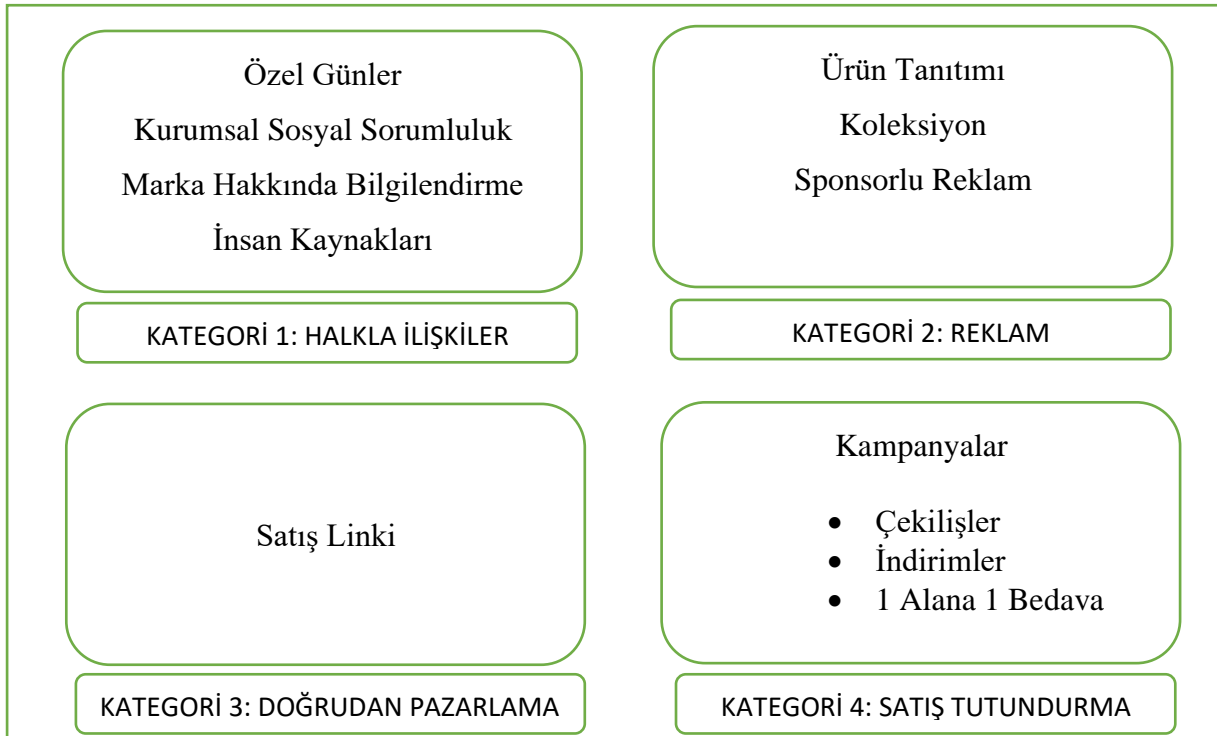 Özel Günler
Kurumsal Sosyal Sorumluluk
Marka Hakkında Bilgilendirme
İnsan Kaynakları
KATEGORİ 1: HALKLA İLİŞKİLER
Ürün Tanıtımı
Koleksiyon
Sponsorlu Reklam
KATEGORİ 2: REKLAM
Satış Linki
KATEGORİ 3: DOĞRUDAN PAZARLAMA
Kampanyalar
• Çekilişler
• İndirimler
• 1 Alana 1 Bedava
KATEGORİ 4: SATIŞ TUTUNDURMA